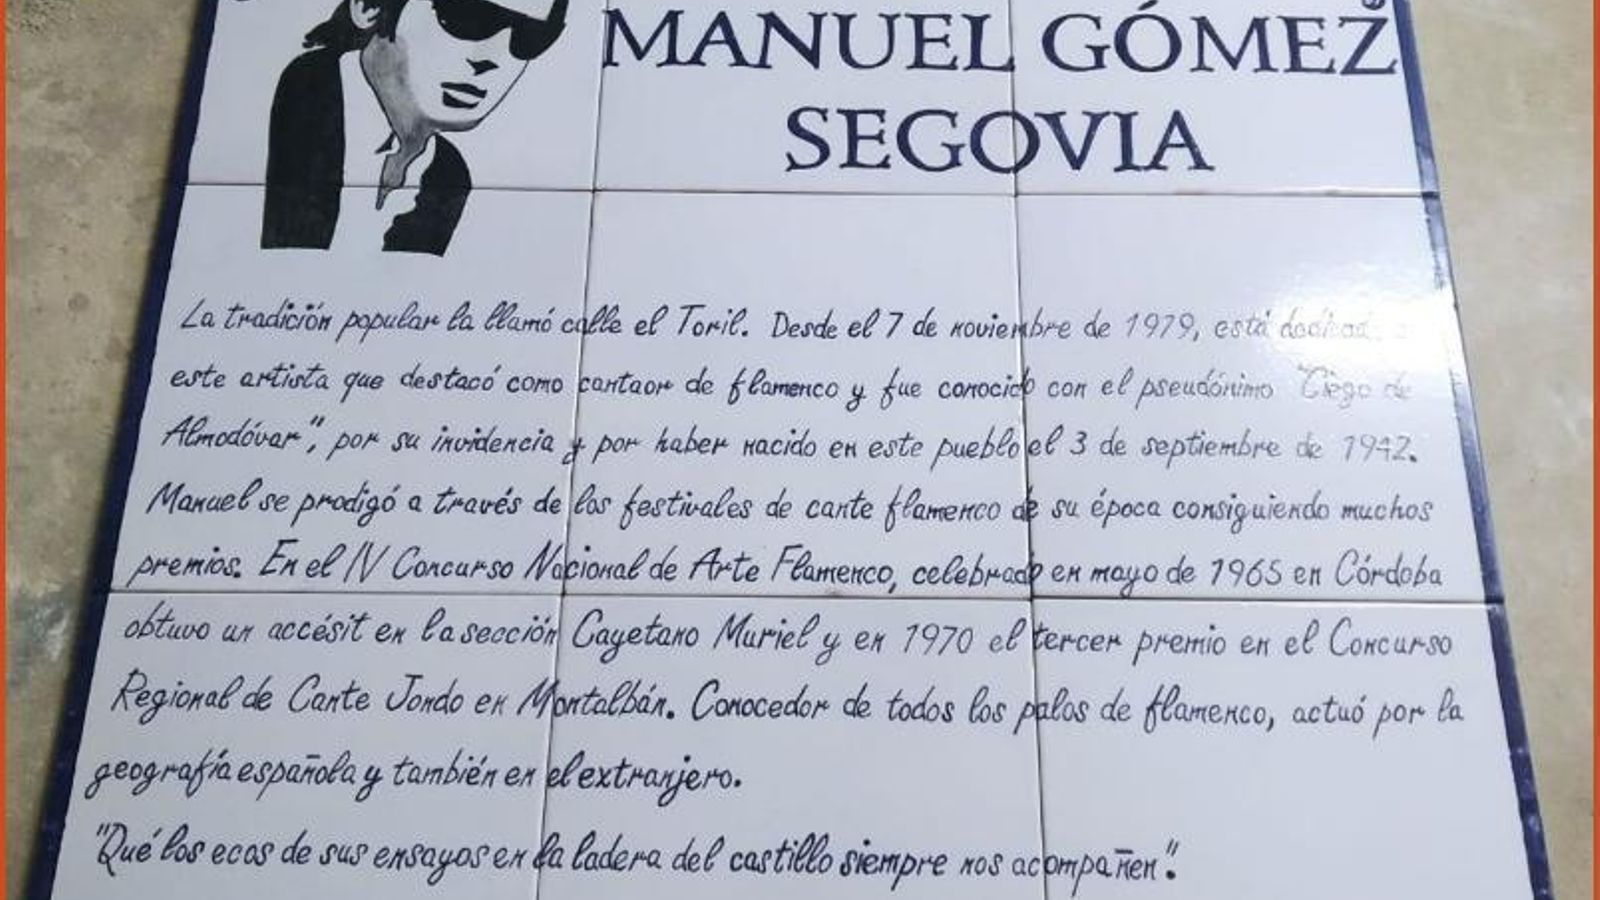 MANUEL GÓMEZ
SEGOVIA
La tradición popular la llamó calle el Toril. Desde el 7 de noviembre de 1979, está dedicado a
este artista que destacó como cantaor de flamenco y fue conocido con el pseudónimo "Ciego de
Almodóvar", por su invidencia y por haber nacido en este pueblo el 3 de septiembre de 1942.
Manuel se prodigó a través de los festivales de cante flamenco de su época consiguiendo muchos
premios. En el IV Concurso Nacional de Arte Flamenco, celebrado en mayo de 1965 en Córdoba
obtuvo un accésit en la sección Cayetano Muriel y en 1970 el tercer premio en el Concurso
Regional de Cante Jondo en Montalbán. Conocedor de todos los palos de flamenco, actuó por la
geografía española y también en el extranjero.
"Qué los ecos de sus ensayos en la ladera del castillo siempre nos acompañen".